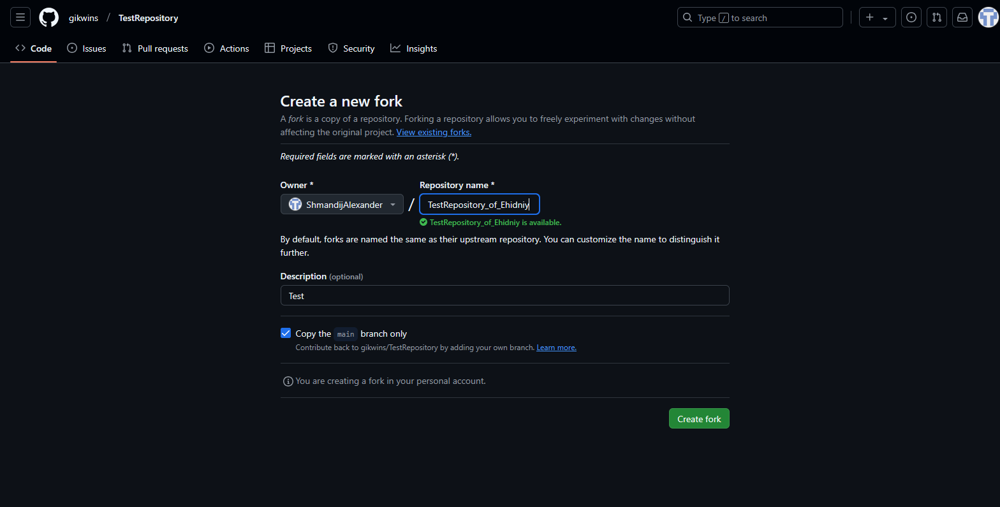 gikwins / TestRepository
Type / to search
Code Issues Pull requests Actions Projects Security Insights
Create a new fork
A fork is a copy of a repository. Forking a repository allows you to freely experiment with changes without
affecting the original project. View existing forks.
Required fields are marked with an asterisk (*).
Owner * Repository name *
ShmandijAlexander / TestRepository_of_Ehidniy
TestRepository_of_Ehidniy is available.
By default, forks are named the same as their upstream repository. You can customize the name to distinguish it
further.
Description (optional)
Test
Copy the main branch only
Contribute back to gikwins/TestRepository by adding your own branch. Learn more.
You are creating a fork in your personal account.
Create fork